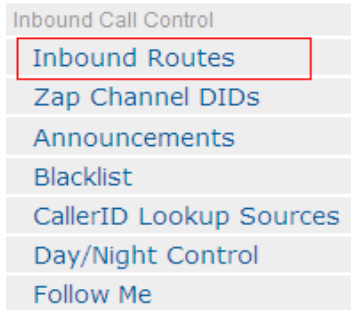 Inbound Call Control
Inbound Routes
Zap Channel DIDs
Announcements
Blacklist
CallerID Lookup Sources
Day/Night Control
Follow Me